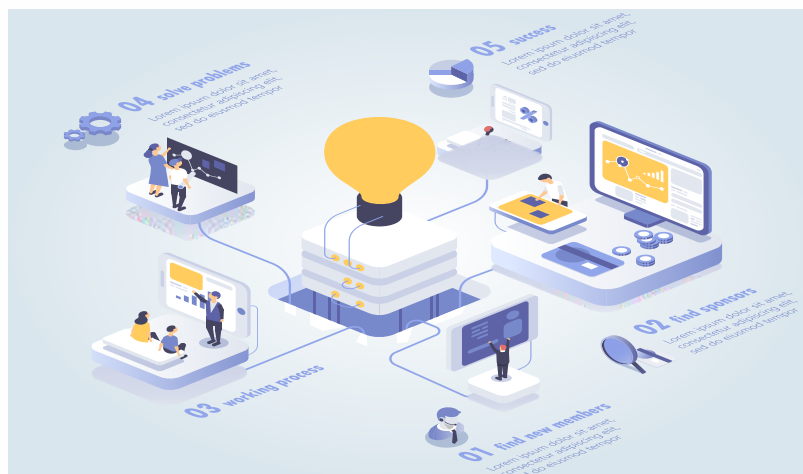 05 success
Lorem ipsum dolor sit amet,
consectetur adipiscing elit,
sed do eiusmod tempor
04 solve problems
Lorem ipsum dolor sit amet,
consectetur adipiscing elit,
sed do eiusmod tempor
%
02 find sponsors
Lorem ipsum dolor sit amet,
consectetur adipiscing elit,
sed do eiusmod tempor
03 working process
01 find new members
Lorem ipsum dolor sit amet,
consectetur adipiscing elit,
sed do eiusmod tempor